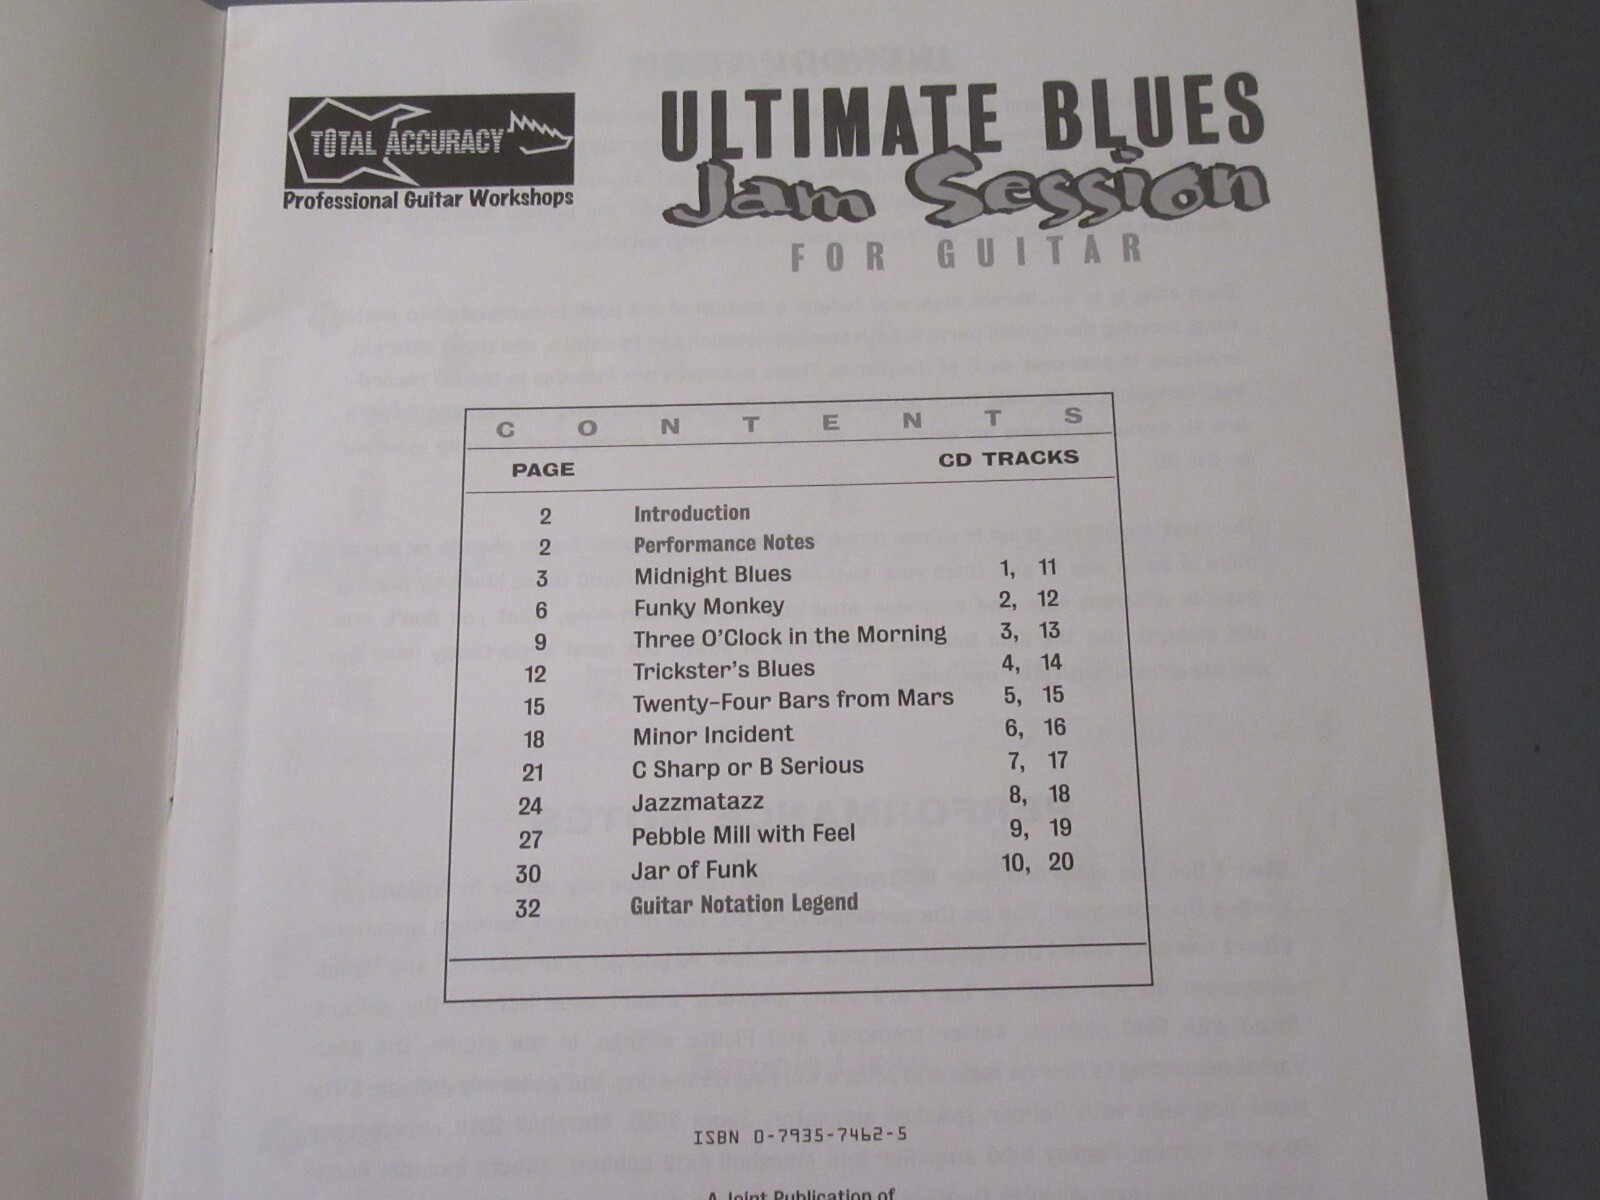 TOTAL ACCURACY
Professional Guitar Workshops
ULTIMATE BLUES
Jam Session
FOR GUITAR
CONTENTS
PAGE CD TRACKS
2 Introduction
2 Performance Notes
3 Midnight Blues 1, 11
6 Funky Monkey 2, 12
9 Three O'Clock in the Morning 3, 13
12 Trickster's Blues 4, 14
15 Twenty-Four Bars from Mars 5, 15
18 Minor Incident 6, 16
21 C Sharp or B Serious 7, 17
24 Jazzmatazz 8, 18
27 Pebble Mill with Feel 9, 19
30 Jar of Funk 10, 20
32 Guitar Notation Legend
ISBN 0-7935-7462-5
A Joint Publication of